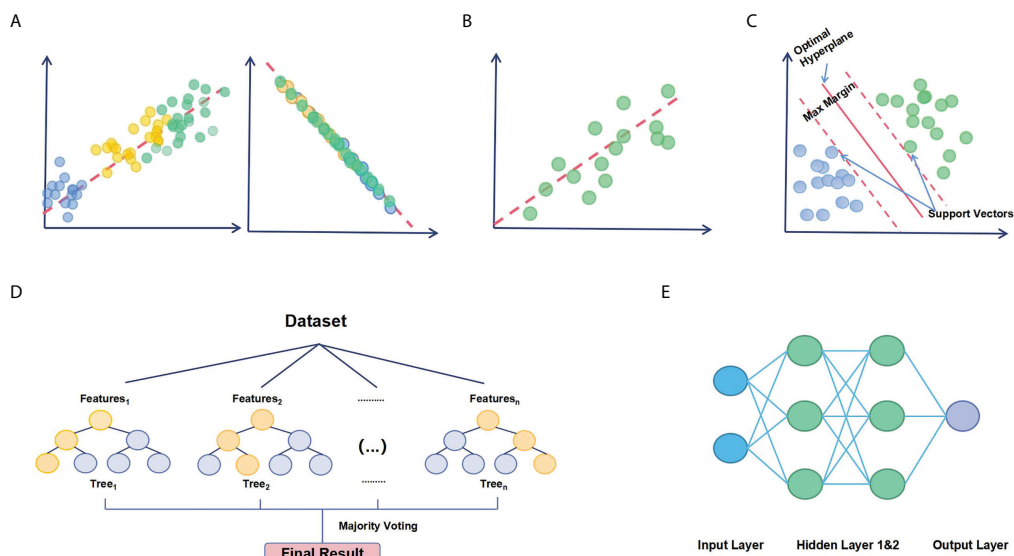 A
B
C
Optimal
Hyperplane
Max Margin
Support Vectors
D
E
Dataset
Features1
Features2
..........
Featuresn
(...)
Tree1
Tree2
.........
Treen
Majority Voting
Final Result
Input Layer
Hidden Layer 1&2
Output Layer